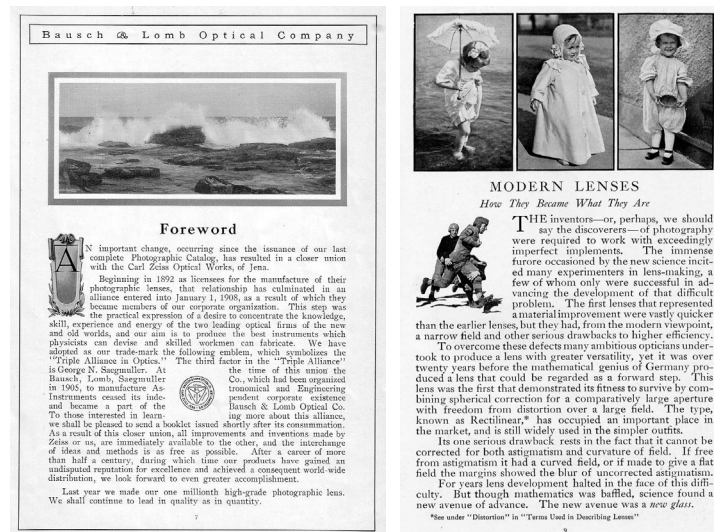 Bausch & Lomb Optical Company
Foreword
AN important change, occurring since the issuance of our last
complete Photographic Catalog, has resulted in a closer union
with the Carl Zeiss Optical Works, of Jena.
Beginning in 1892 as licensees for the manufacture of their
photographic lenses, that relationship has culminated in an
alliance entered into January 1, 1908, as a result of which they
became members of our corporate organization. This step was
the practical expression of a desire to concentrate the knowledge,
skill, experience and energy of the two leading optical firms of the new
and old worlds, and our aim is to produce the best instruments which
physicists can devise and skilled workmen can fabricate. We have
adopted as our trade-mark the following emblem, which symbolizes the
"Triple Alliance in Optics." The third factor in the "Triple Alliance"
is George N. Saegmuller. At the time of this union the
Bausch, Lomb, Saegmuller Co., which had been organized
in 1905, to manufacture As- tronomical and Engineering
Instruments ceased its inde- pendent corporate existence
and became a part of the Bausch & Lomb Optical Co.
To those interested in learn- ing more about this alliance,
we shall be pleased to send a booklet issued shortly after its consummation.
As a result of this closer union, all improvements and inventions made by
Zeiss or us, are immediately available to the other, and the interchange
of ideas and methods is as free as possible. After a career of more
than half a century, during which time our products have gained an
undisputed reputation for excellence and achieved a consequent world-wide
distribution, we look forward to even greater accomplishment.
Last year we made our one millionth high-grade photographic lens.
We shall continue to lead in quality as in quantity.
7
MODERN LENSES
How They Became What They Are
THE inventors—or, perhaps, we should
say the discoverers—of photography
were required to work with exceedingly
imperfect implements. The immense
furore occasioned by the new science incit-
ed many experimenters in lens-making, a
few of whom only were successful in ad-
vancing the development of that difficult
problem. The first lenses that represented
a material improvement were vastly quicker
than the earlier lenses, but they had, from the modern viewpoint,
a narrow field and other serious drawbacks to higher efficiency.
To overcome these defects many ambitious opticians under-
took to produce a lens with greater versatility, yet it was over
twenty years before the mathematical genius of Germany pro-
duced a lens that could be regarded as a forward step. This
lens was the first that demonstrated its fitness to survive by com-
bining spherical correction for a comparatively large aperture
with freedom from distortion over a large field. The type,
known as Rectilinear,* has occupied an important place in
the market, and is still widely used in the simpler outfits.
Its one serious drawback rests in the fact that it cannot be
corrected for both astigmatism and curvature of field. If free
from astigmatism it had a curved field, or if made to give a flat
field the margins showed the blur of uncorrected astigmatism.
For years lens development halted in the face of this diffi-
culty. But though mathematics was baffled, science found a
new avenue of advance. The new avenue was a new glass.
*See under "Distortion" in "Terms Used in Describing Lenses"